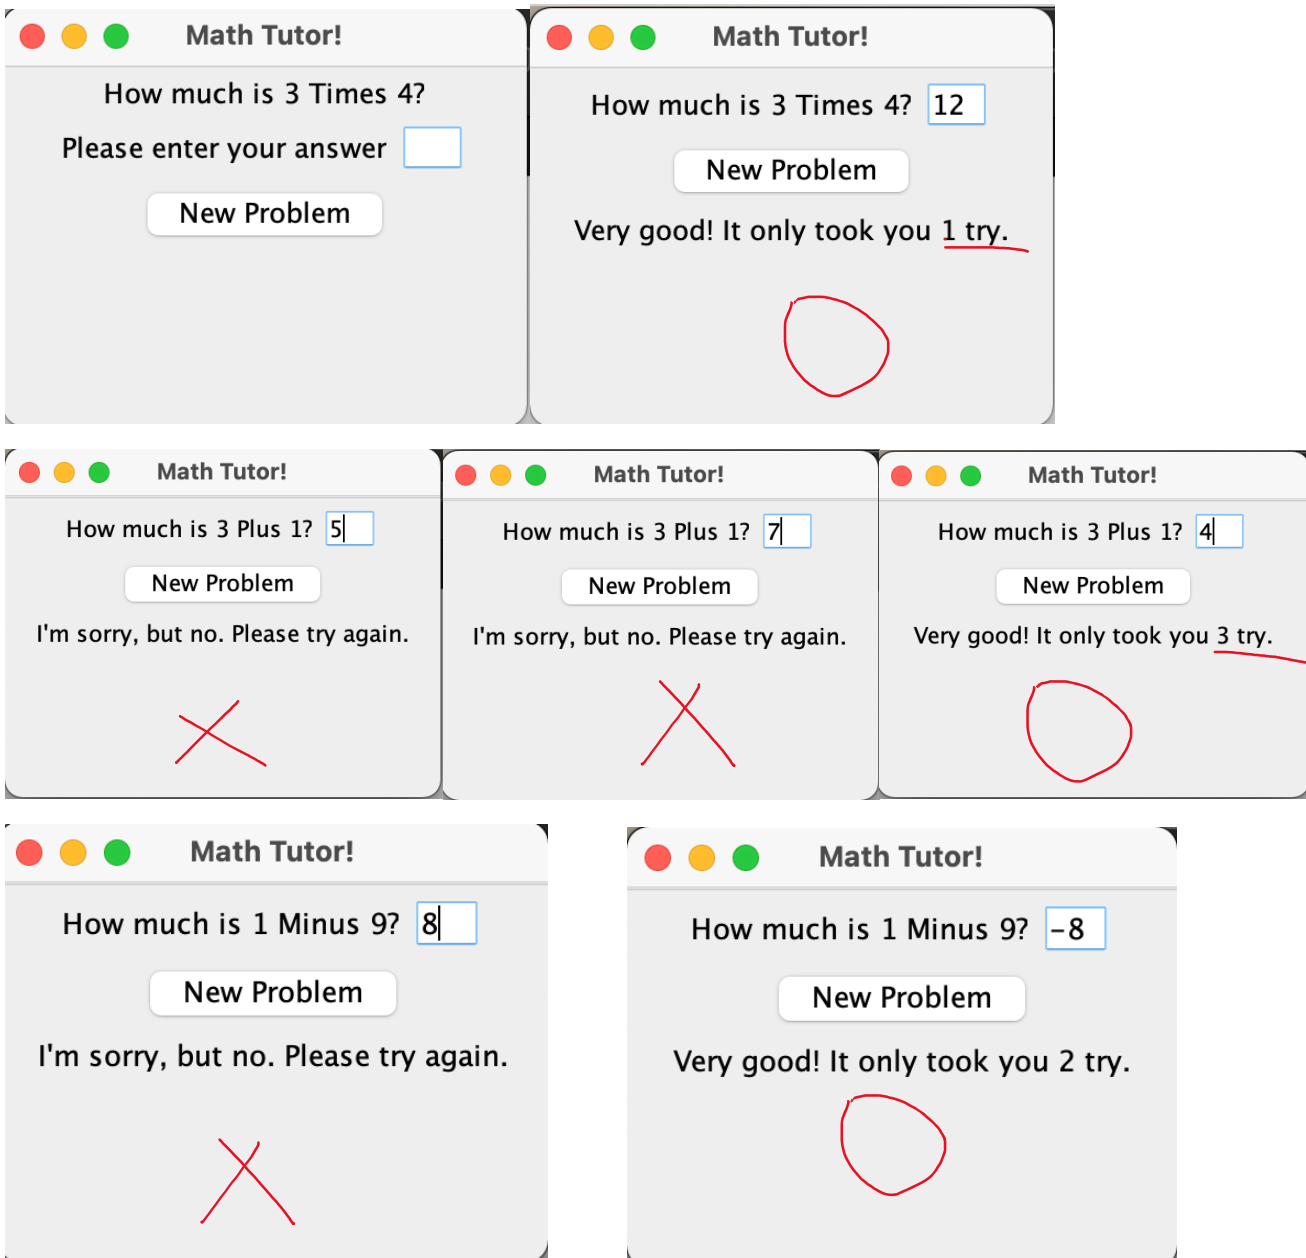 Math Tutor!
How much is 3 Times 4?
Please enter your answer
New Problem
Math Tutor!
How much is 3 Times 4? 12
New Problem
Very good! It only took you 1 try.
Math Tutor!
How much is 3 Plus 1? 5
New Problem
I'm sorry, but no. Please try again.
Math Tutor!
How much is 3 Plus 1? 7
New Problem
I'm sorry, but no. Please try again.
Math Tutor!
How much is 3 Plus 1? 4
New Problem
Very good! It only took you 3 try.
Math Tutor!
How much is 1 Minus 9? 8
New Problem
I'm sorry, but no. Please try again.
Math Tutor!
How much is 1 Minus 9? -8
New Problem
Very good! It only took you 2 try.